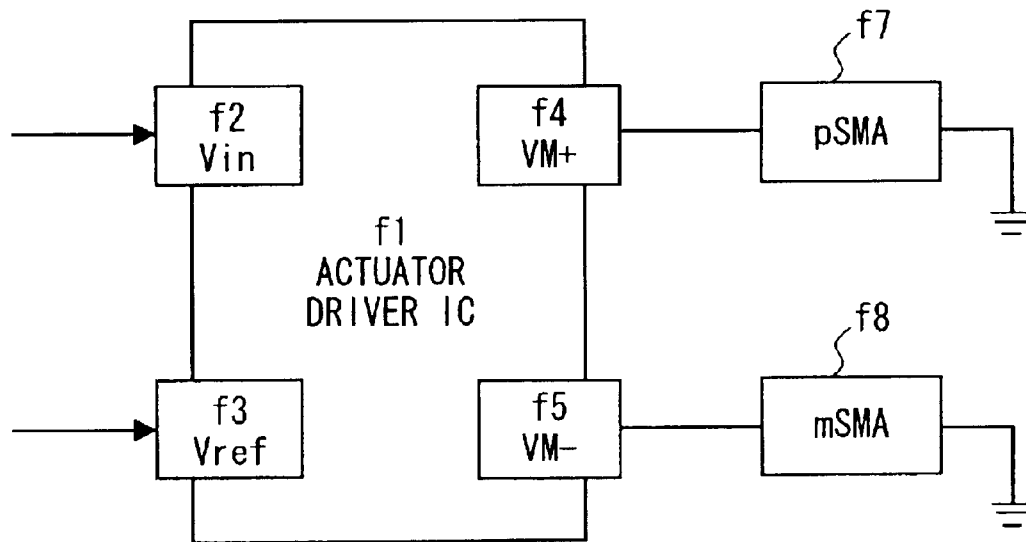 f7
f2
Vin
f4
VM+
pSMA
f1
ACTUATOR
DRIVER IC
f8
f3
Vref
f5
VM-
mSMA